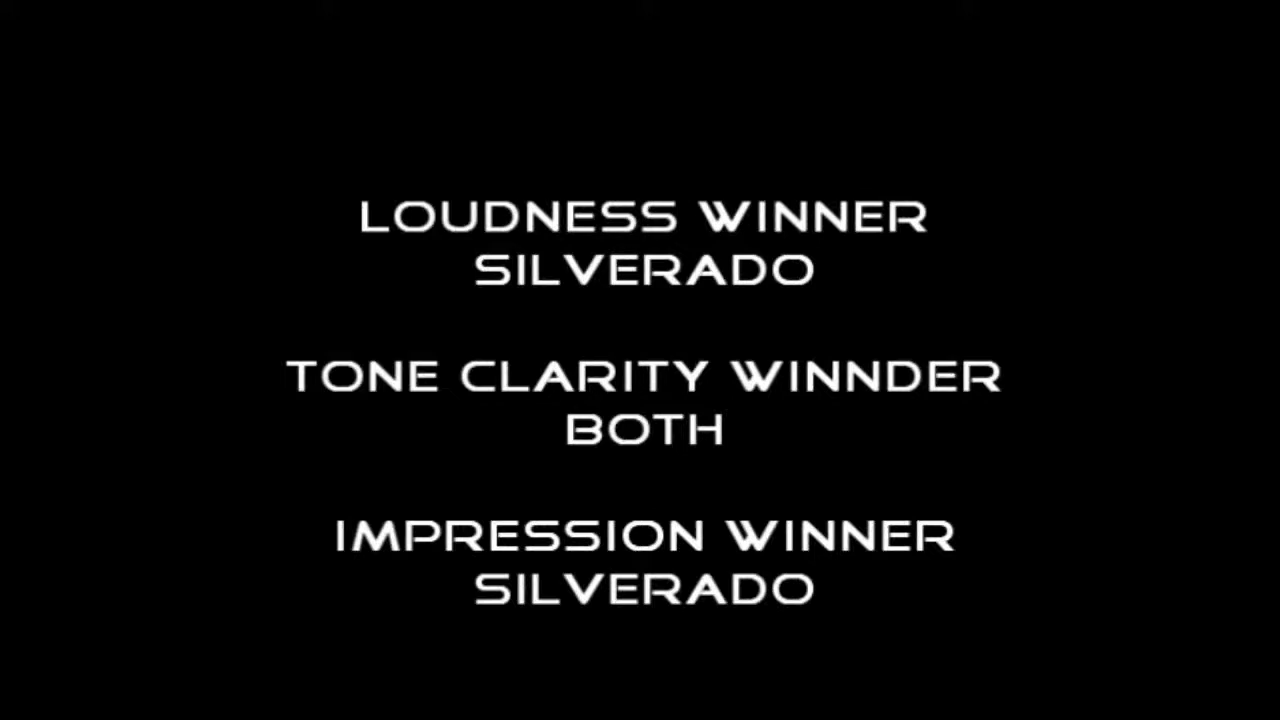 LOUDNESS WINNER
SILVERADO
TONE CLARITY WINNDER
BOTH
IMPRESSION WINNER
SILVERADO